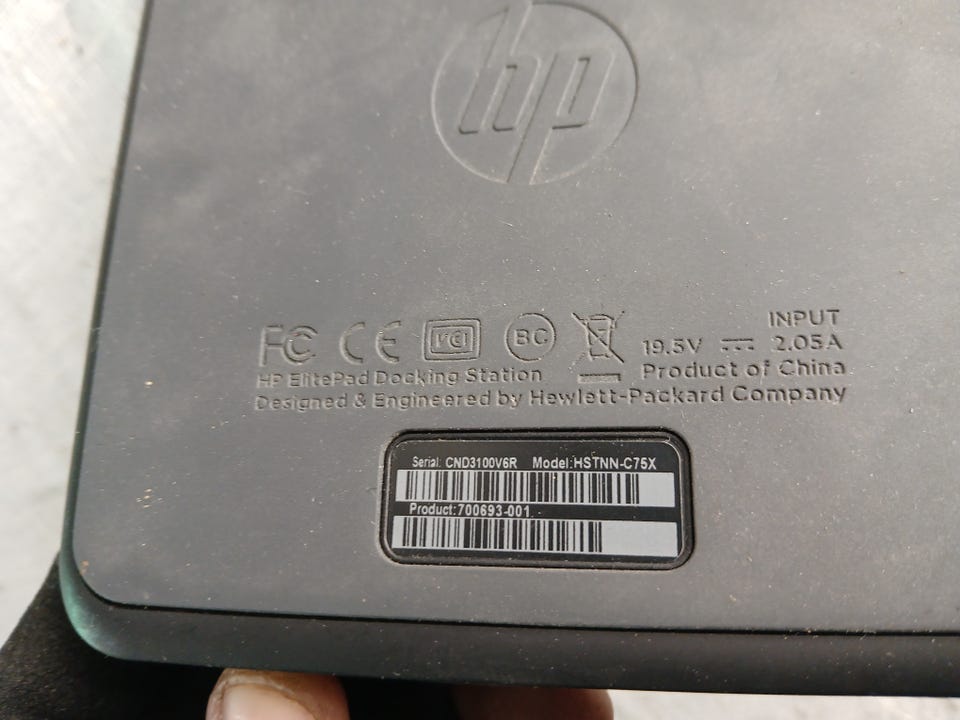 hp
INPUT
FC CE VCI BC 19.5V 2.05A
HP ElitePad Docking Station Product of China
Designed & Engineered by Hewlett-Packard Company
Serial: CND3100V6R Model:HSTNN-C75X
Product:700693-001